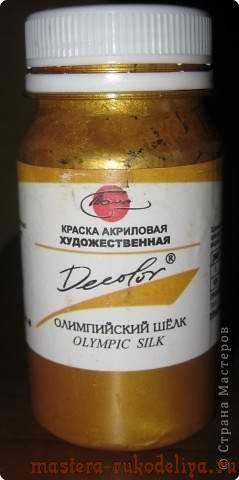 КРАСКА АКРИЛОВАЯ
ХУДОЖЕСТВЕННАЯ
Decolor®
ОЛИМПИЙСКИЙ ШЁЛК
OLYMPIC SILK
© Страна Мастеров
mastera-rukodeliya.ru